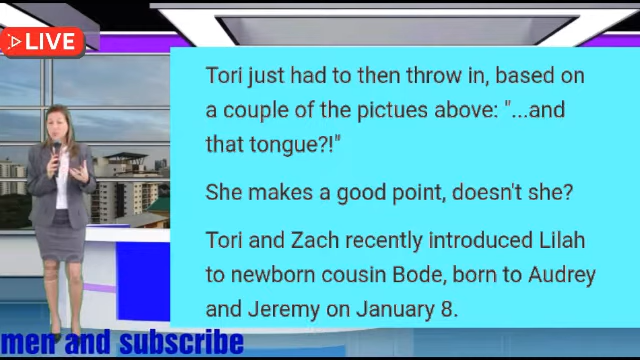 LIVE
Tori just had to then throw in, based on
a couple of the pictues above: "...and
that tongue?!"
She makes a good point, doesn't she?
Tori and Zach recently introduced Lilah
to newborn cousin Bode, born to Audrey
and Jeremy on January 8.
men and subscribe